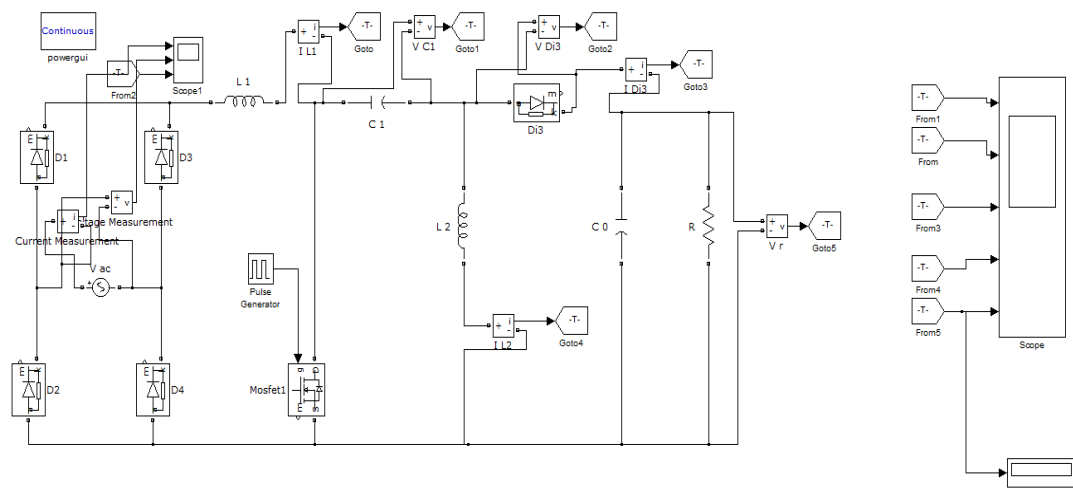 Continuous
powergui
-T-
From2
Scope1
L 1
+ i -
I L1
-T-
Goto
+ v -
V C1
-T-
Goto1
+ v -
V Di3
-T-
Goto2
+ i -
I Di3
-T-
Goto3
C 1
m
k
Di3
E
D1
E
D3
+ v -
tage Measurement
+ i -
Current Measurement
V ac
L 2
C 0
R
+ v -
V r
-T-
Goto5
Pulse
Generator
+ i -
I L2
-T-
Goto4
E
D2
E
D4
Mosfet1
g
D
E
S
-T-
From1
-T-
From
-T-
From3
-T-
From4
-T-
From5
Scope